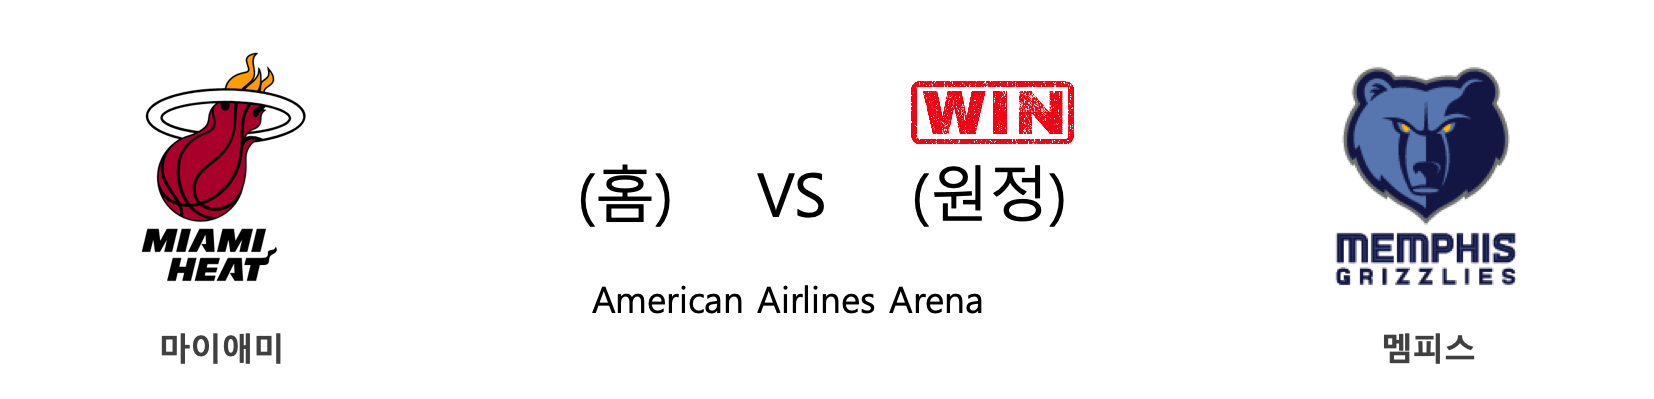 MIAMI
HEAT
마이애미
WIN
(홈) VS (원정)
American Airlines Arena
MEMPHIS
GRIZZLIES
멤피스